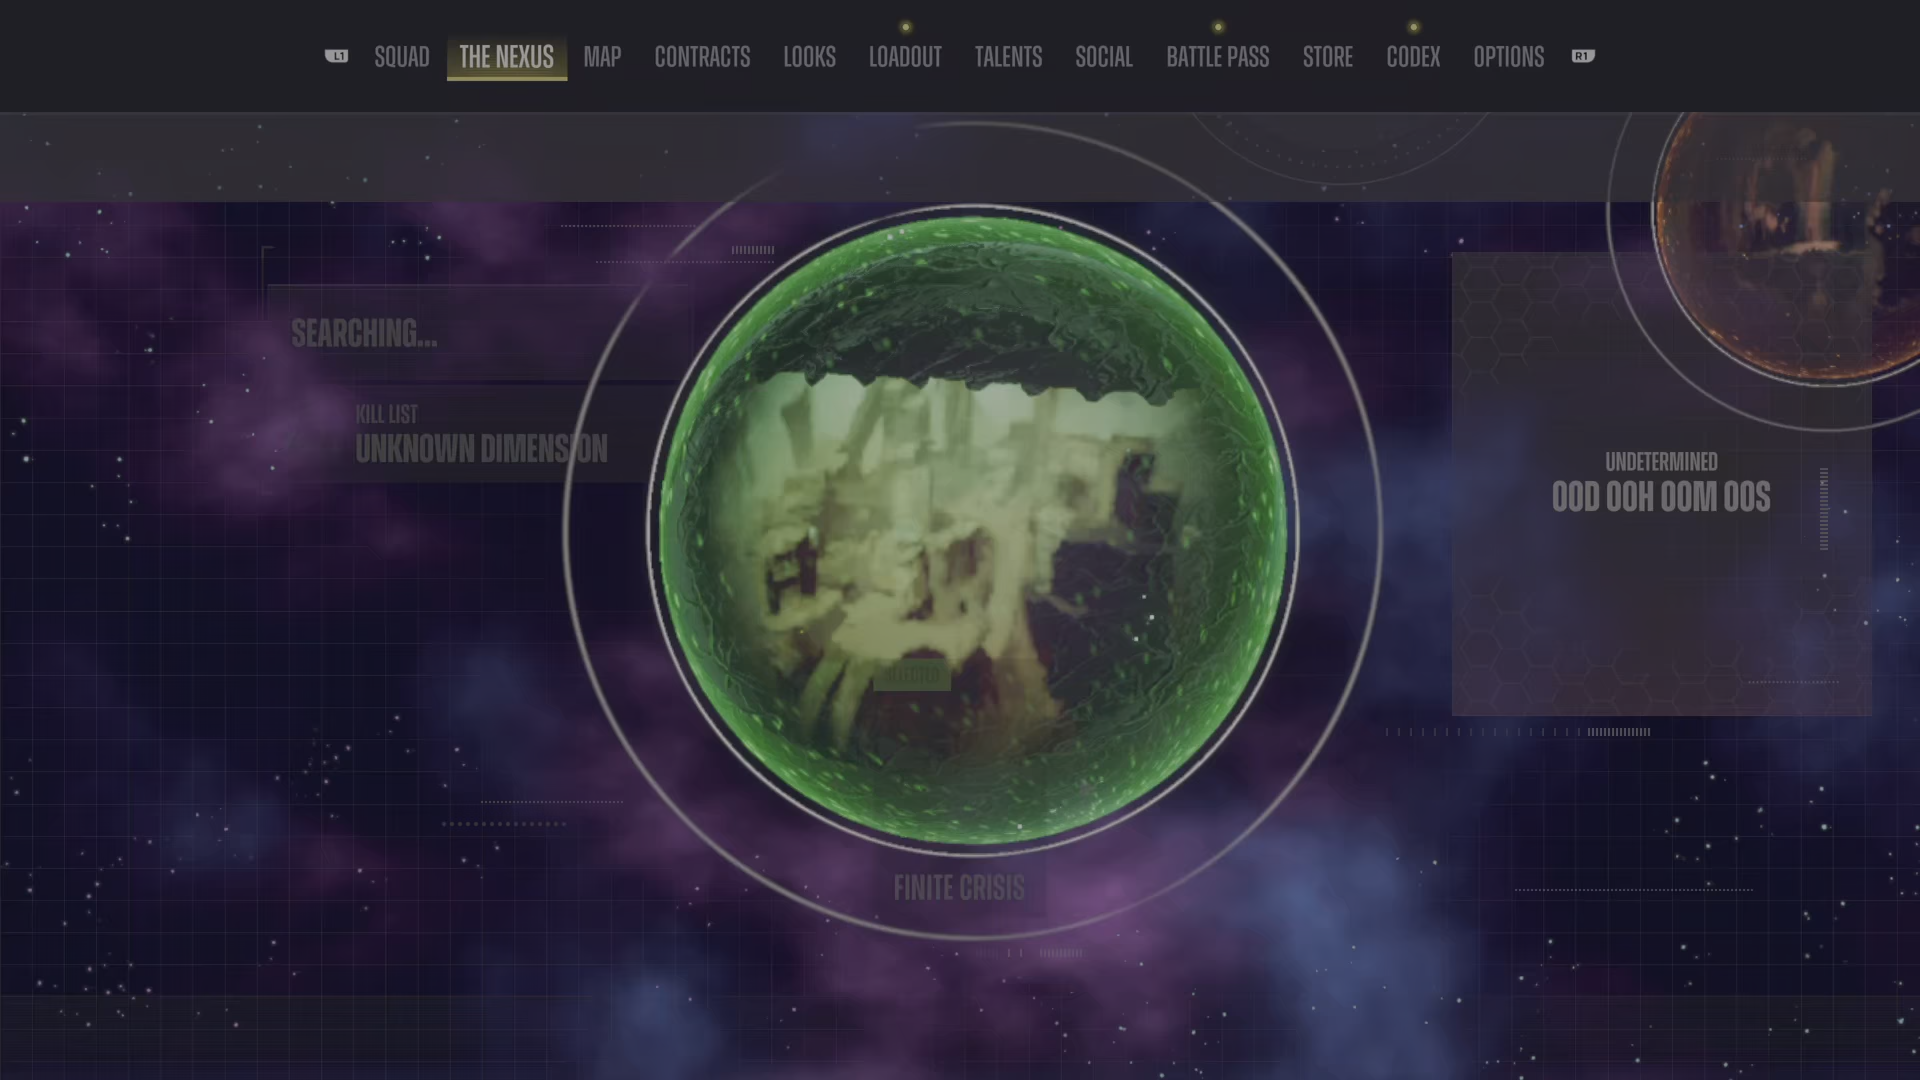 L1 SQUAD THE NEXUS MAP CONTRACTS LOOKS LOADOUT TALENTS SOCIAL BATTLE PASS STORE CODEX OPTIONS R1
SEARCHING...
KILL LIST
UNKNOWN DIMENSION
UNDETERMINED
00D 00H 00M 00S
FINITE CRISIS